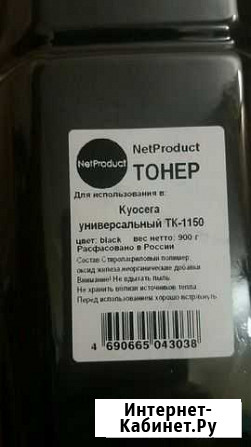 NetProduct
NetProduct
ТОНЕР
Для использования в:
Kyocera
универсальный TK-1150
цвет: black вес нетто: 900 г
Расфасовано в России
Состав Стиролакриловый полимер,
оксид железа,неорганические добавки
Внимание! Не вдыхать пыль.
Не хранить вблизи источников тепла.
Перед использованием хорошо встряхнуть
4 690665 043038
Интернет-
Кабинет.Ру